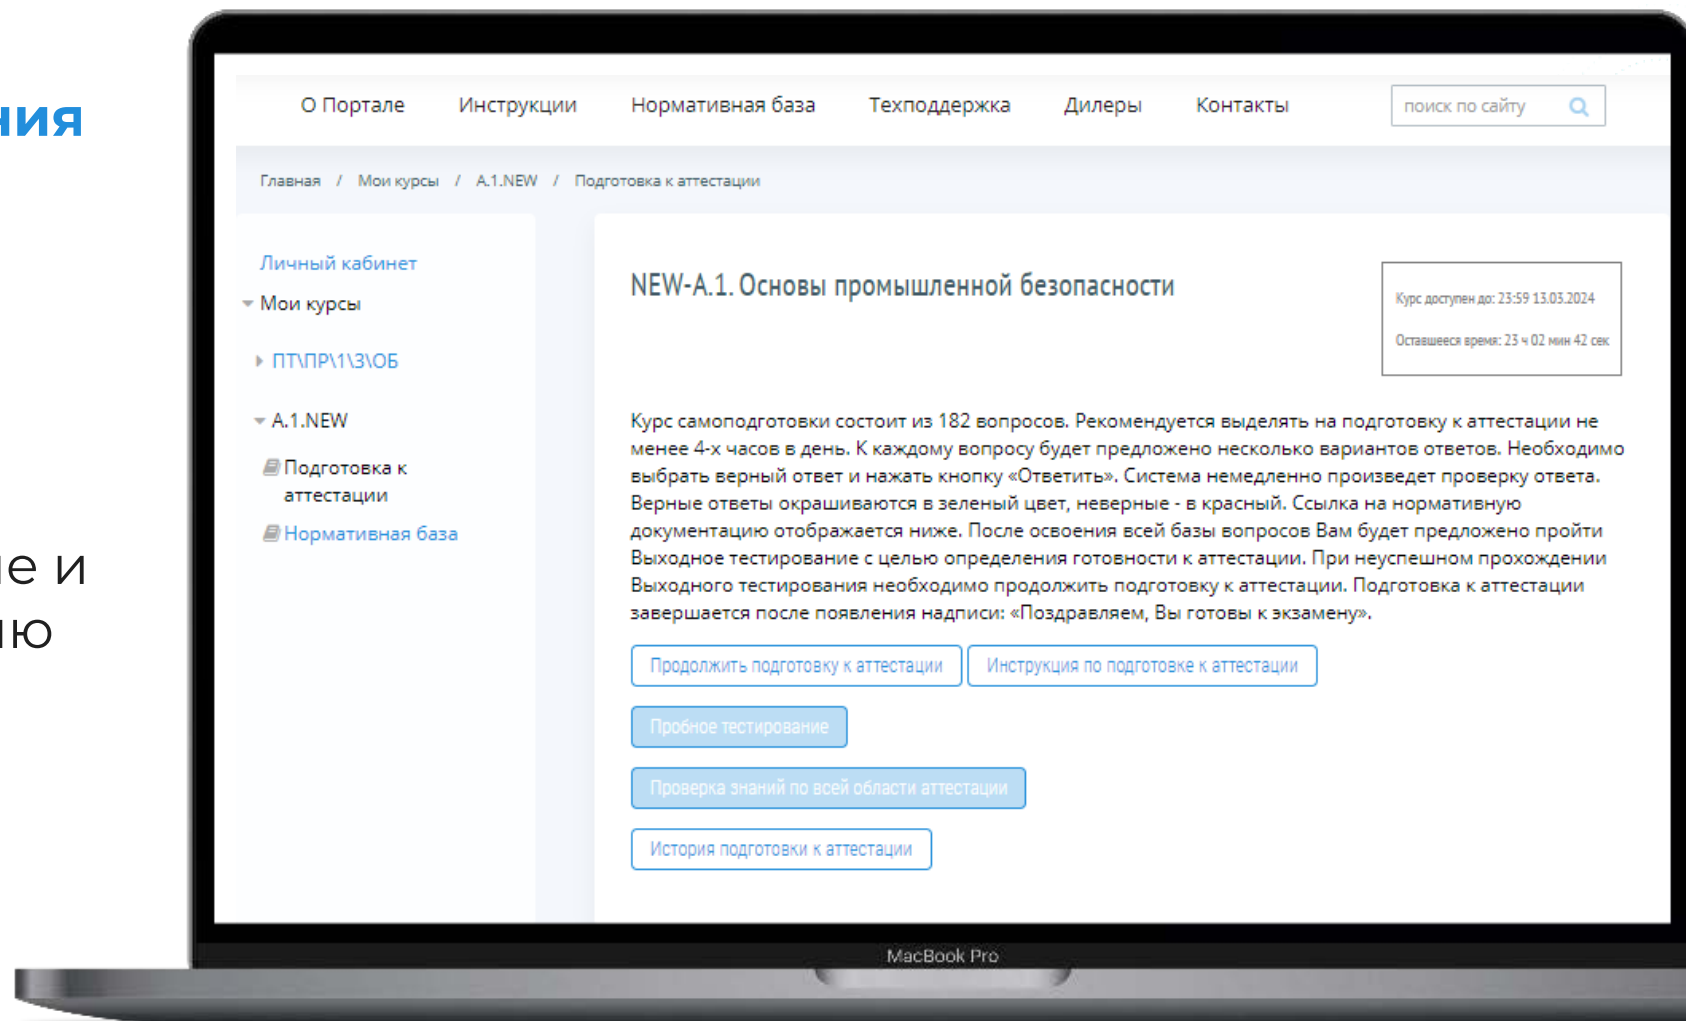 ния
О Портале Инструкции Нормативная база Техподдержка Дилеры Контакты поиск по сайту
Главная / Мои курсы / A.1.NEW / Подготовка к аттестации
Личный кабинет
Мои курсы
ПТ\ПР\1\3\ОБ
A.1.NEW
Подготовка к
аттестации
Нормативная база
е и
ю
NEW-A.1. Основы промышленной безопасности
Курс доступен до: 23:59 13.03.2024
Оставшееся время: 23 ч 02 мин 42 сек
Курс самоподготовки состоит из 182 вопросов. Рекомендуется выделять на подготовку к аттестации не
менее 4-х часов в день. К каждому вопросу будет предложено несколько вариантов ответов. Необходимо
выбрать верный ответ и нажать кнопку «Ответить». Система немедленно произведет проверку ответа.
Верные ответы окрашиваются в зеленый цвет, неверные - в красный. Ссылка на нормативную
документацию отображается ниже. После освоения всей базы вопросов Вам будет предложено пройти
Выходное тестирование с целью определения готовности к аттестации. При неуспешном прохождении
Выходного тестирования необходимо продолжить подготовку к аттестации. Подготовка к аттестации
завершается после появления надписи: «Поздравляем, Вы готовы к экзамену».
Продолжить подготовку к аттестации Инструкция по подготовке к аттестации
Пробное тестирование
Проверка знаний по всей области аттестации
История подготовки к аттестации
MacBook Pro